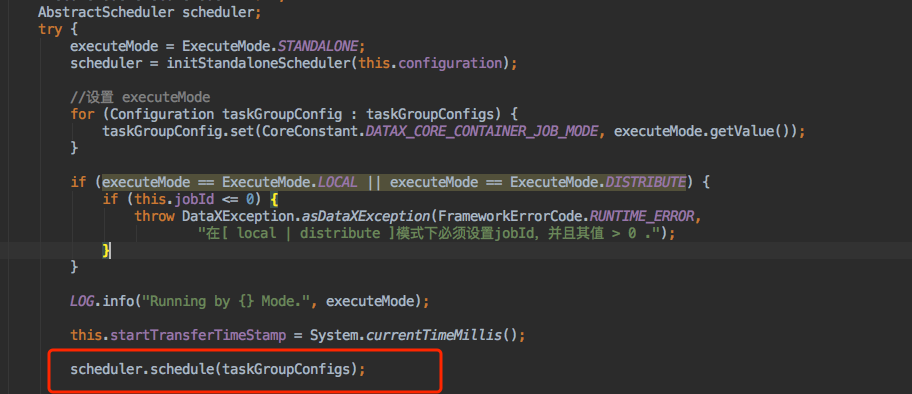 AbstractScheduler scheduler;
try {
executeMode = ExecuteMode.STANDALONE;
scheduler = initStandaloneScheduler(this.configuration);
//设置 executeMode
for (Configuration taskGroupConfig : taskGroupConfigs) {
taskGroupConfig.set(CoreConstant.DATAX_CORE_CONTAINER_JOB_MODE, executeMode.getValue());
}
if (executeMode == ExecuteMode.LOCAL || executeMode == ExecuteMode.DISTRIBUTE) {
if (this.jobId <= 0) {
throw DataXException.asDataXException(FrameworkErrorCode.RUNTIME_ERROR,
"在[ local | distribute ]模式下必须设置jobId，并且其值 > 0 .");
}
}
LOG.info("Running by {} Mode.", executeMode);
this.startTransferTimeStamp = System.currentTimeMillis();
scheduler.schedule(taskGroupConfigs);